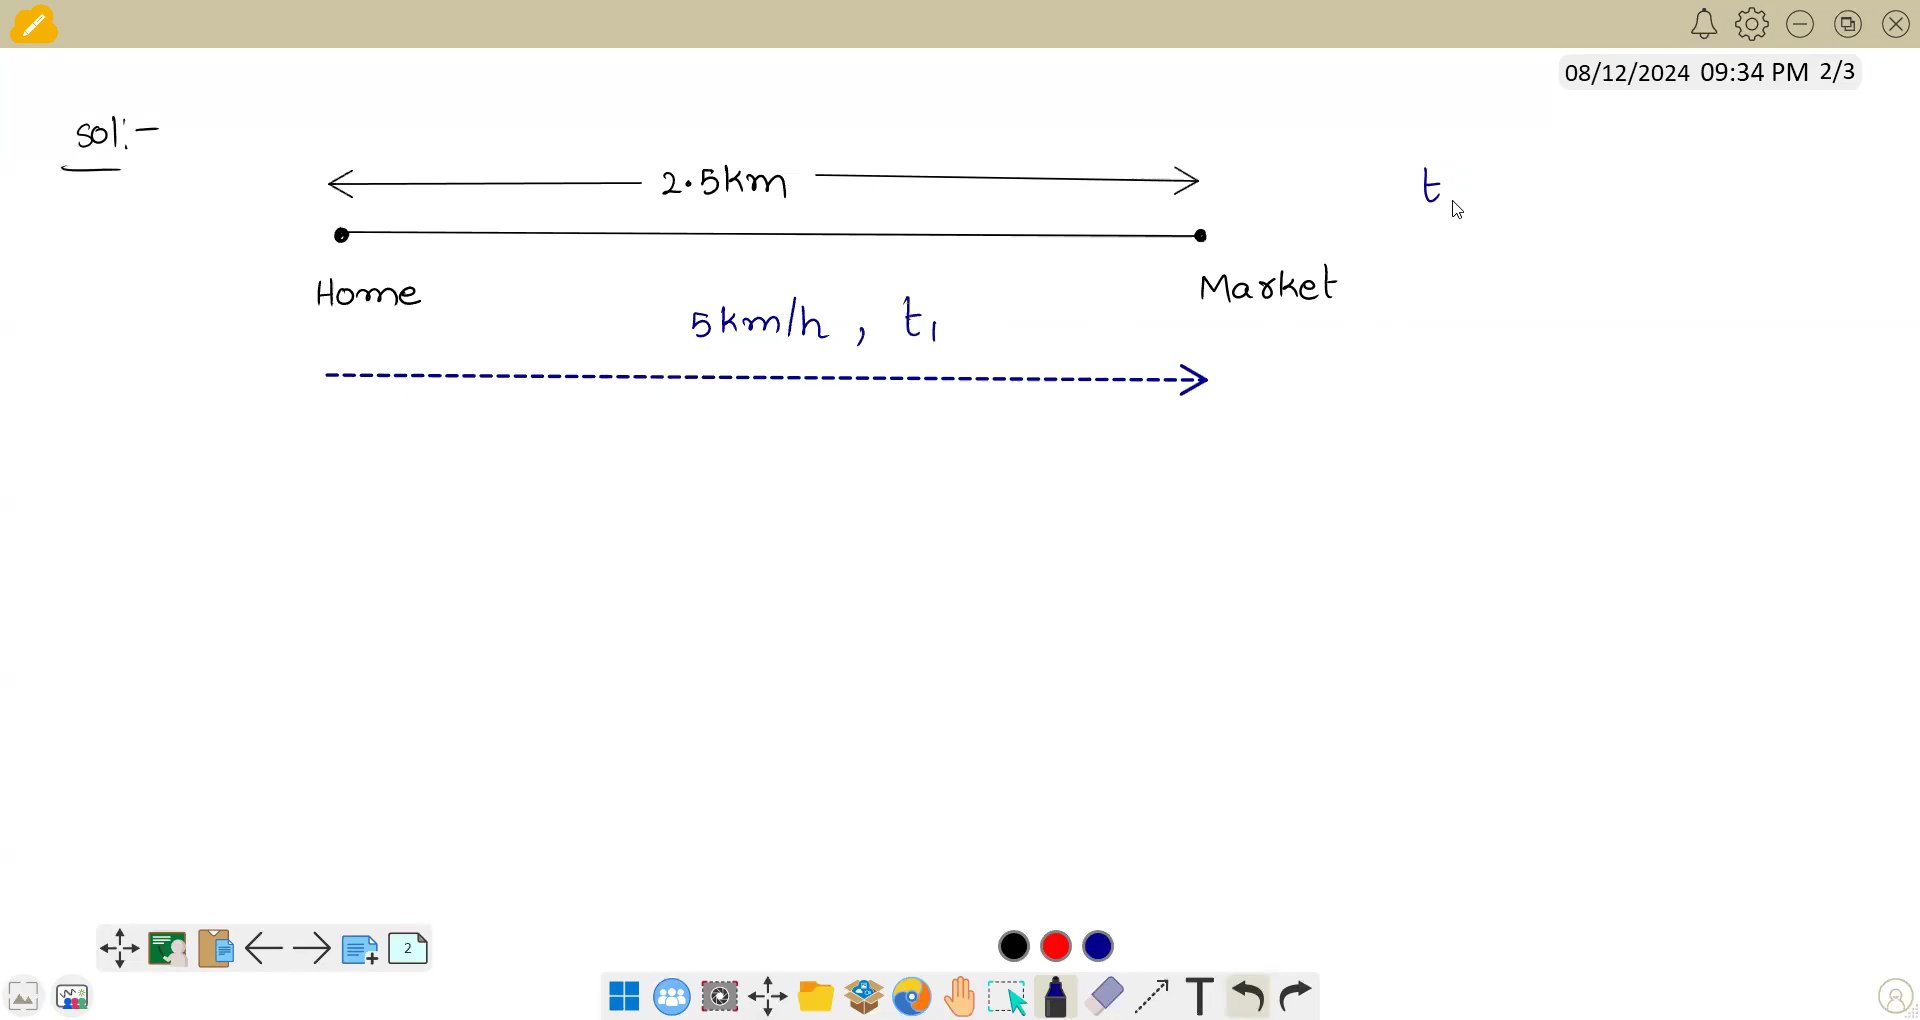 08/12/2024 09:34 PM 2/3
sol:-
2.5km
t
Home
Market
5km/h , t1
2